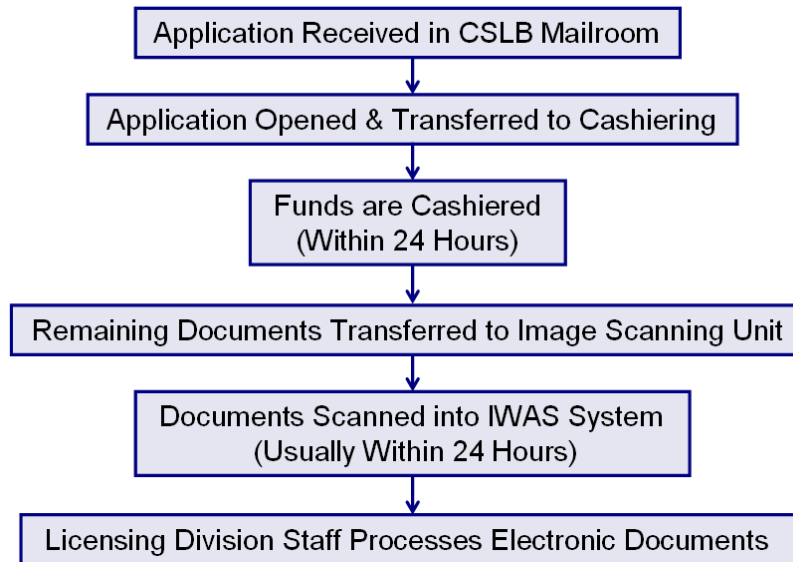 Application Received in CSLB Mailroom
Application Opened & Transferred to Cashiering
Funds are Cashiered
(Within 24 Hours)
Remaining Documents Transferred to Image Scanning Unit
Documents Scanned into IWAS System
(Usually Within 24 Hours)
Licensing Division Staff Processes Electronic Documents